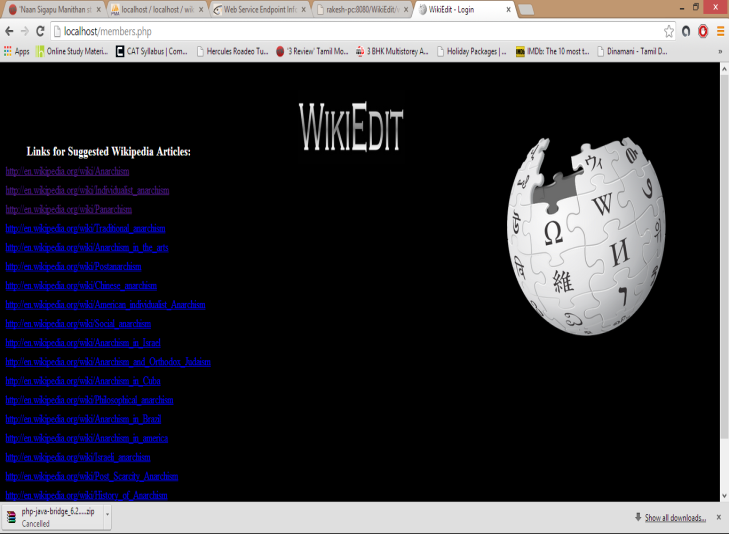 'Naan Sigapu Manithan s
localhost / localhost / wiki
Web Service Endpoint Info
rakesh-pc:8080/WikiEdit/
WikiEdit - Login
localhost/members.php
Apps
Online Study Materi...
CAT Syllabus | Com...
Hercules Roadeo Tu...
'3 Review' Tamil Mo...
3 BHK Multistorey A...
Holiday Packages | ...
IMDb: The 10 most t...
Dinamani - Tamil D...
»
WIKIEDIT
Links for Suggested Wikipedia Articles:
http://en.wikipedia.org/wiki/Anarchism
http://en.wikipedia.org/wiki/Individualist_anarchism
http://en.wikipedia.org/wiki/Panarchism
http://en.wikipedia.org/wiki/Traditional_anarchism
http://en.wikipedia.org/wiki/Anarchism_in_the_arts
http://en.wikipedia.org/wiki/Postanarchism
http://en.wikipedia.org/wiki/Chinese_anarchism
http://en.wikipedia.org/wiki/American_individualist_Anarchism
http://en.wikipedia.org/wiki/Social_anarchism
http://en.wikipedia.org/wiki/Anarchism_in_Israel
http://en.wikipedia.org/wiki/Anarchism_and_Orthodox_Judaism
http://en.wikipedia.org/wiki/Anarchism_in_Cuba
http://en.wikipedia.org/wiki/Philosophical_anarchism
http://en.wikipedia.org/wiki/Anarchism_in_Brazil
http://en.wikipedia.org/wiki/Anarchism_in_america
http://en.wikipedia.org/wiki/Israeli_anarchism
http://en.wikipedia.org/wiki/Post_Scarcity_Anarchism
http://en.wikipedia.org/wiki/History_of_Anarchism
ウィ
W
Ω
И
維
php-java-bridge_6.2....zip
Cancelled
Show all downloads...